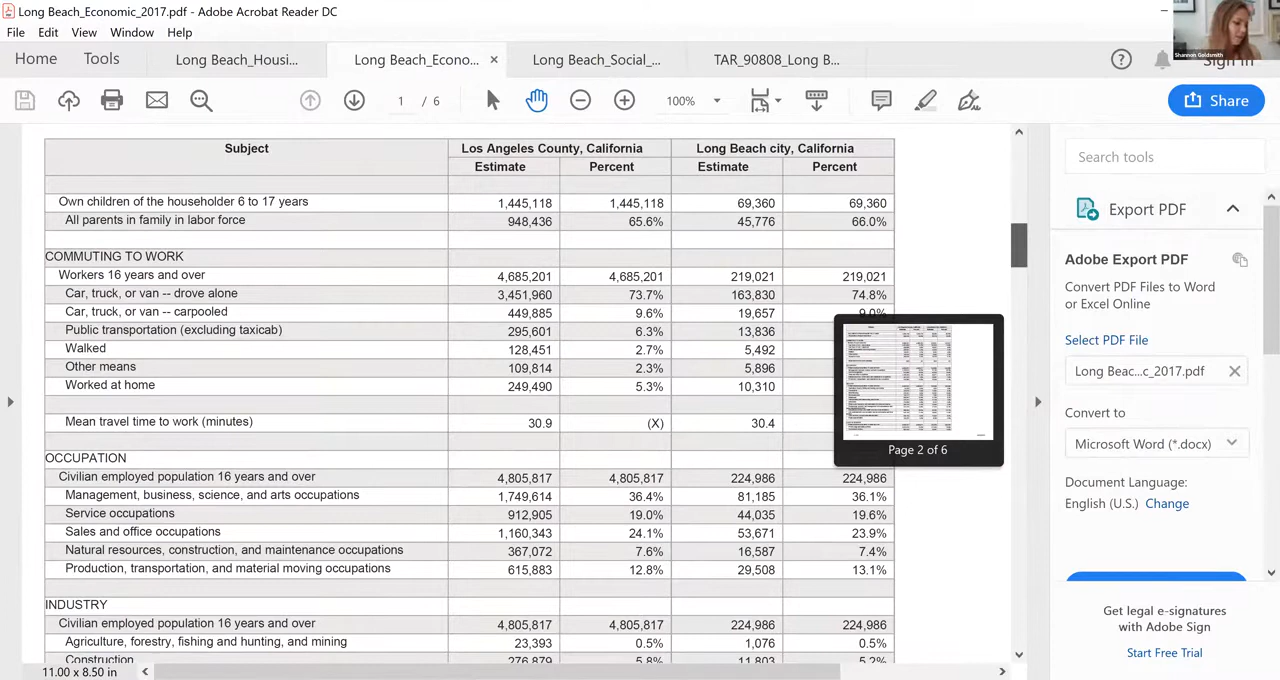 Long Beach_Economic_2017.pdf - Adobe Acrobat Reader DC
File Edit View Window Help
Shannon Goldsmith
Home Tools Long Beach_Housi... Long Beach_Econo... × Long Beach_Social_... TAR_90808_Long B... Sign In
1 / 6 100% Share
Subject Los Angeles County, California Long Beach city, California
Estimate Percent Estimate Percent
Own children of the householder 6 to 17 years 1,445,118 1,445,118 69,360 69,360
All parents in family in labor force 948,436 65.6% 45,776 66.0%
COMMUTING TO WORK
Workers 16 years and over 4,685,201 4,685,201 219,021 219,021
Car, truck, or van -- drove alone 3,451,960 73.7% 163,830 74.8%
Car, truck, or van -- carpooled 449,885 9.6% 19,657 9.0%
Public transportation (excluding taxicab) 295,601 6.3% 13,836
Walked 128,451 2.7% 5,492
Other means 109,814 2.3% 5,896
Worked at home 249,490 5.3% 10,310
Mean travel time to work (minutes) 30.9 (X) 30.4
Page 2 of 6
OCCUPATION
Civilian employed population 16 years and over 4,805,817 4,805,817 224,986 224,986
Management, business, science, and arts occupations 1,749,614 36.4% 81,185 36.1%
Service occupations 912,905 19.0% 44,035 19.6%
Sales and office occupations 1,160,343 24.1% 53,671 23.9%
Natural resources, construction, and maintenance occupations 367,072 7.6% 16,587 7.4%
Production, transportation, and material moving occupations 615,883 12.8% 29,508 13.1%
INDUSTRY
Civilian employed population 16 years and over 4,805,817 4,805,817 224,986 224,986
Agriculture, forestry, fishing and hunting, and mining 23,393 0.5% 1,076 0.5%
Construction 276,879 5.8% 11,803 5.2%
11.00 x 8.50 in
Search tools
Export PDF
Adobe Export PDF
Convert PDF Files to Word
or Excel Online
Select PDF File
Long Beac...c_2017.pdf
Convert to
Microsoft Word (*.docx)
Document Language:
English (U.S.) Change
Get legal e-signatures
with Adobe Sign
Start Free Trial